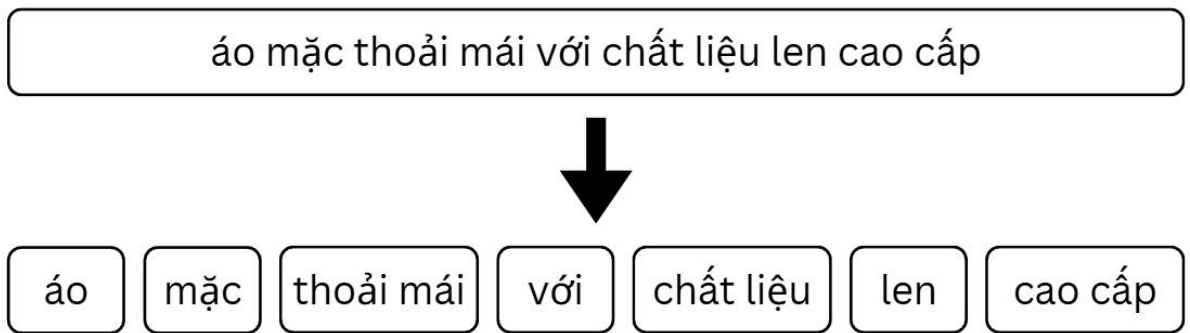 áo mặc thoải mái với chất liệu len cao cấp
áo mặc thoải mái với chất liệu len cao cấp